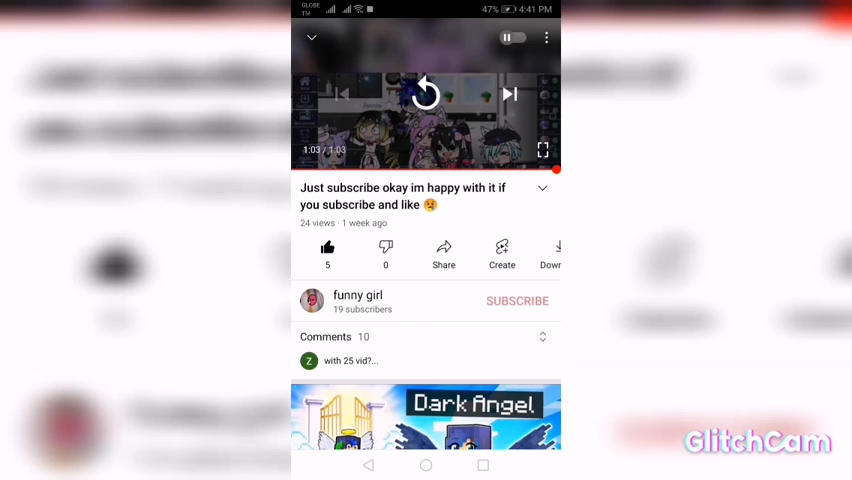 GLOBE
TM
47% 4:41 PM
1:03 / 1:03
Just subscribe okay im happy with it if
you subscribe and like 😡
24 views · 1 week ago
5
0
Share
Create
Down
funny girl
19 subscribers
SUBSCRIBE
Comments 10
Z
with 25 vid?...
Dark Angel
GlitchCam